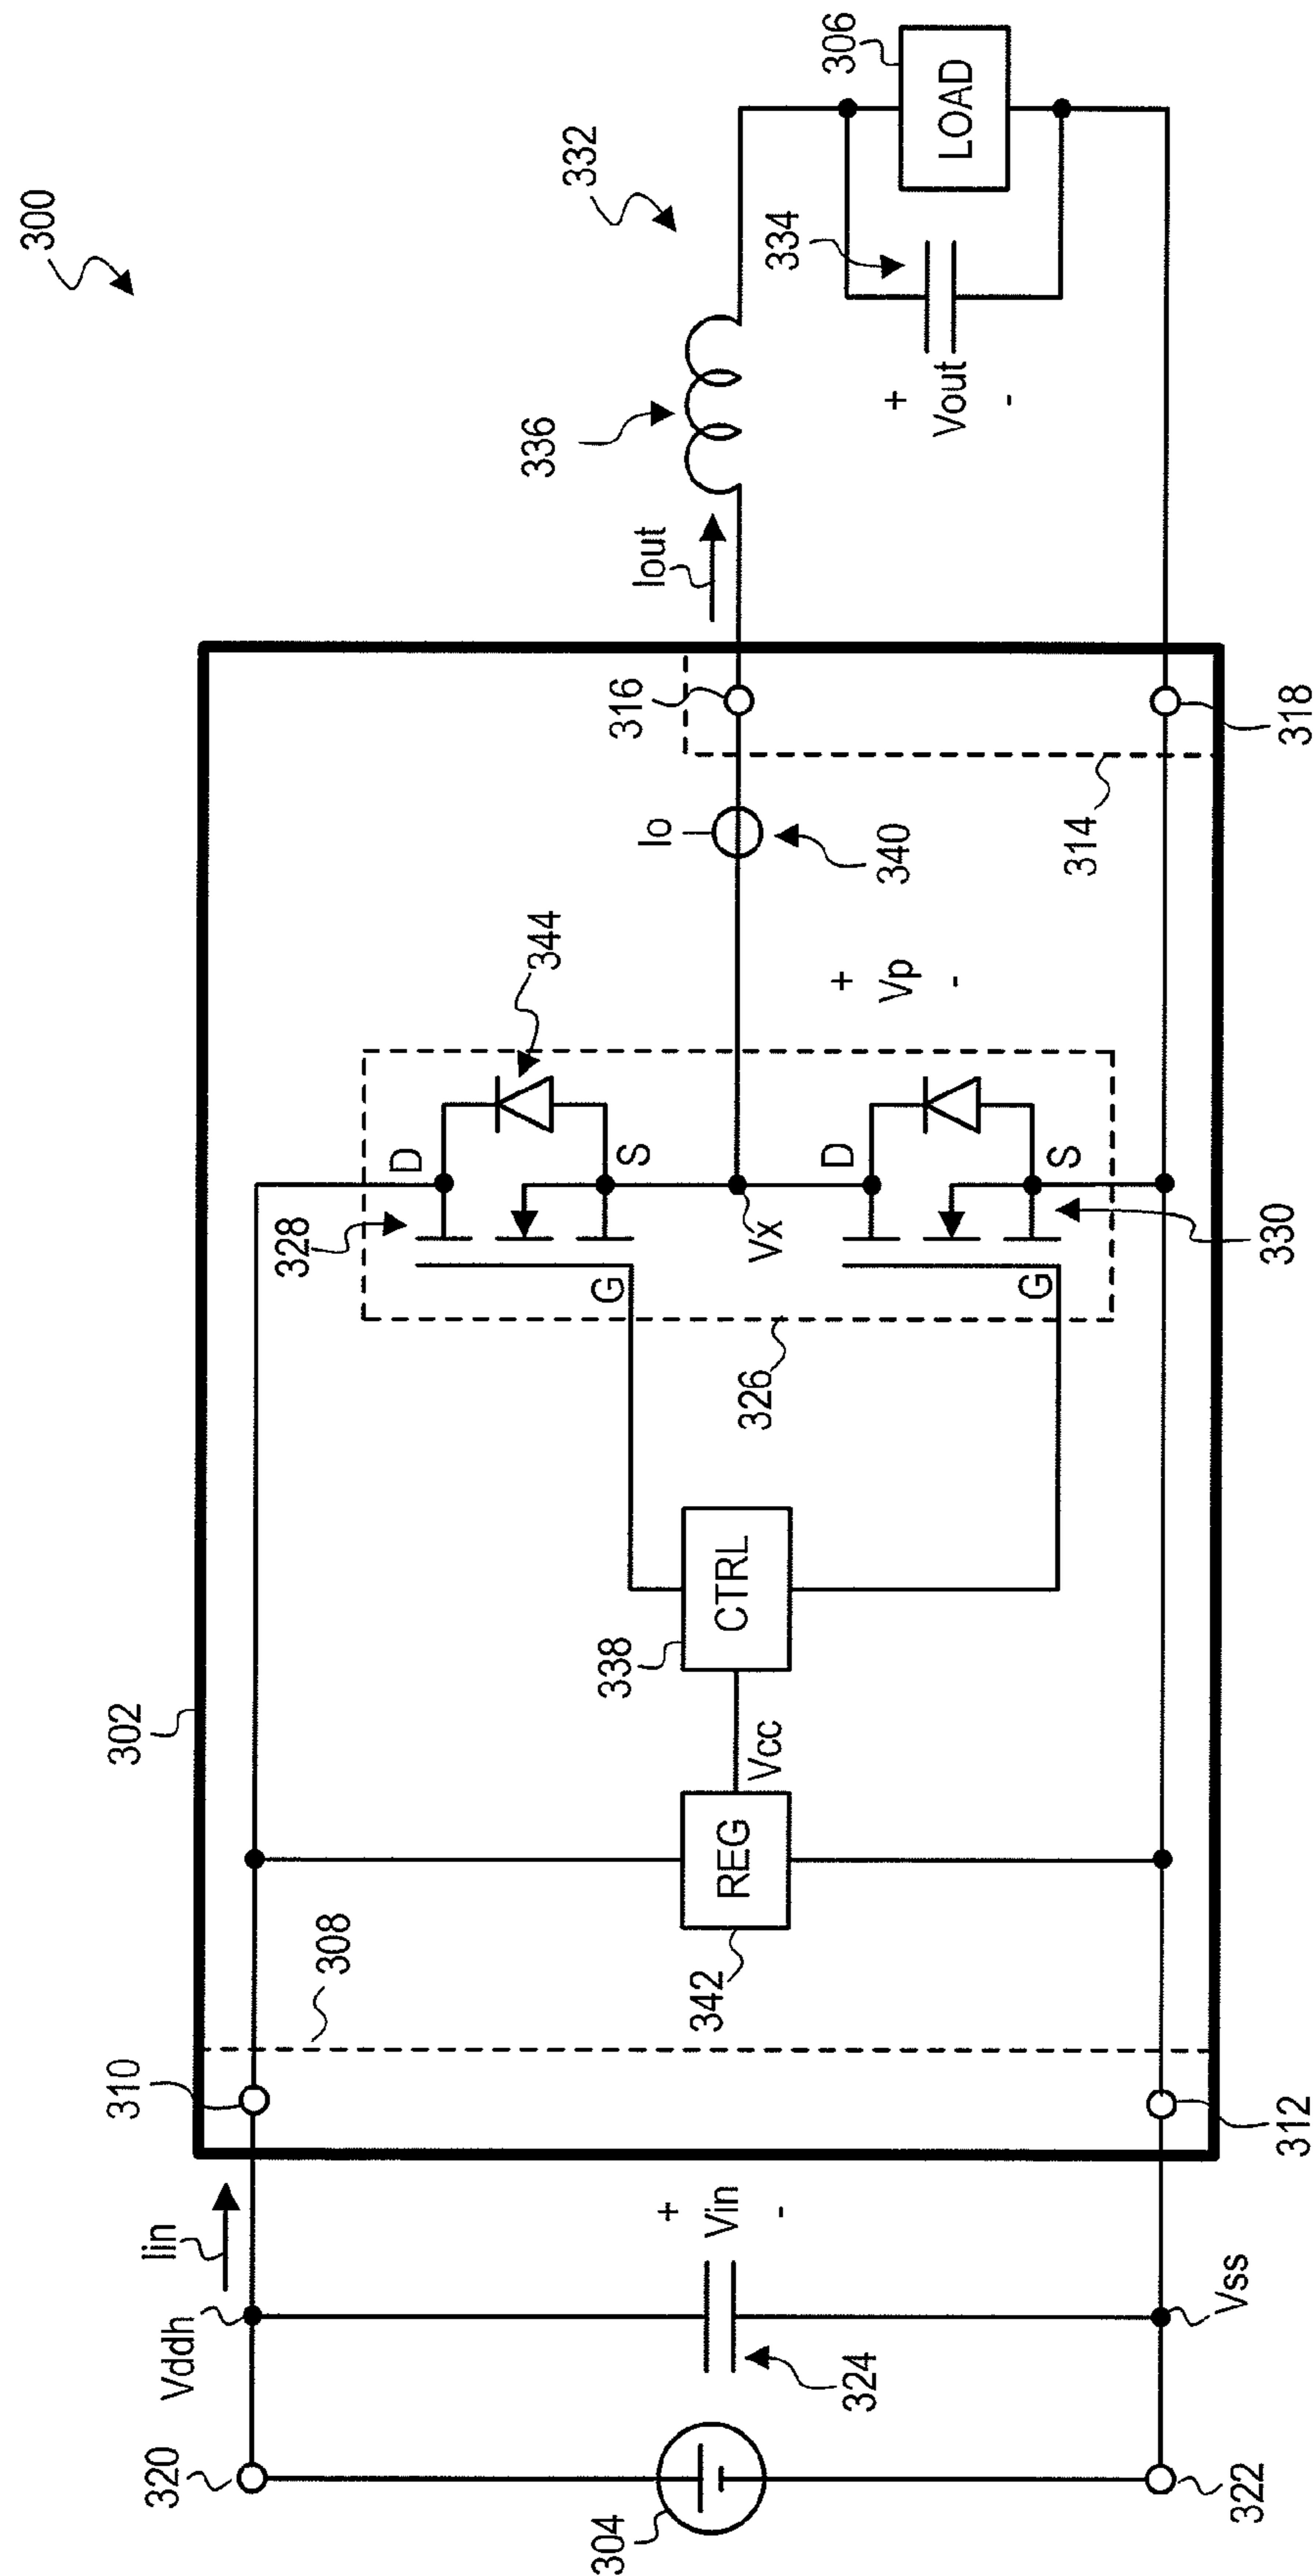 300
302
Vddh
Iin
310
308
320
304
324
+
Vin
-
322
Vss
312
342
REG
Vcc
338
CTRL
326
328
D
G
S
344
Vx
D
G
S
330
+
Vp
-
Io
340
316
314
318
Iout
336
332
334
+
Vout
-
306
LOAD